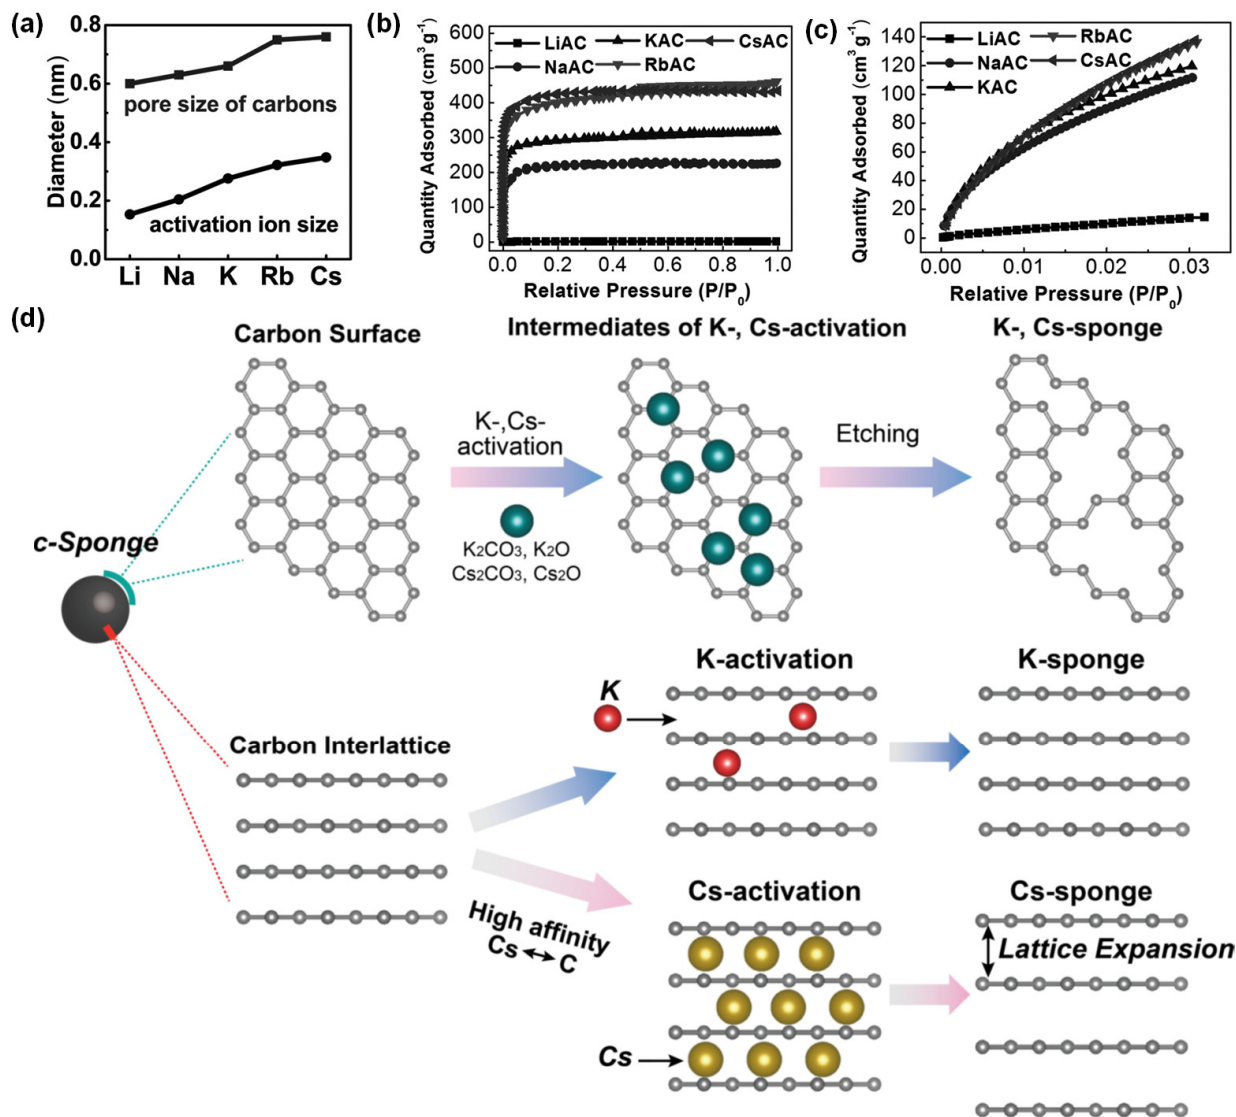 (a)
0.8
0.6
0.4
0.2
0.0
Diameter (nm)
pore size of carbons
activation ion size
Li Na K Rb Cs
(b)
600
500
400
300
200
100
0
Quantity Adsorbed (cm³ g⁻¹)
LiAC KAC CsAC
NaAC RbAC
0.0 0.2 0.4 0.6 0.8 1.0
Relative Pressure (P/P₀)
(c)
140
120
100
80
60
40
20
0
Quantity Adsorbed (cm³ g⁻¹)
LiAC RbAC
NaAC CsAC
KAC
0.00 0.01 0.02 0.03
Relative Pressure (P/P₀)
(d)
Carbon Surface
Intermediates of K-, Cs-activation
K-, Cs-sponge
K-,Cs-
activation
Etching
K₂CO₃, K₂O
Cs₂CO₃, Cs₂O
c-Sponge
Carbon Interlattice
K-activation
K-sponge
K
High affinity
Cs↔C
Cs-activation
Cs-sponge
Lattice Expansion
Cs